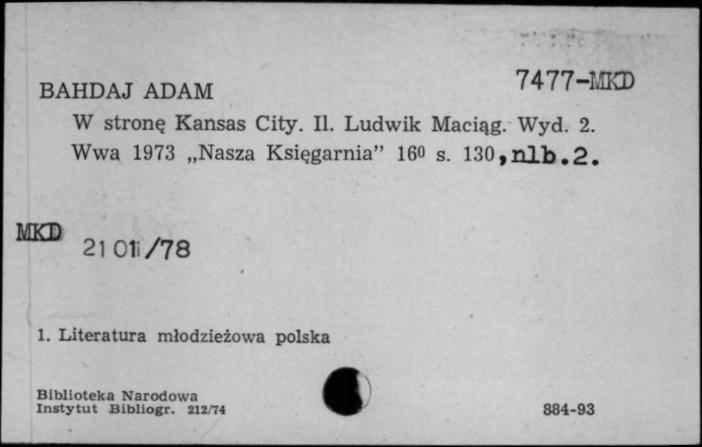 7477-MKD
BAHDAJ ADAM
W stronę Kansas City. Il. Ludwik Maciąg. Wyd. 2.
Wwa 1973 „Nasza Księgarnia” 16⁰ s. 130, nlb.2.
MKD
21 01 /78
1. Literatura młodzieżowa polska
Biblioteka Narodowa
Instytut Bibliogr. 212/74
884-93